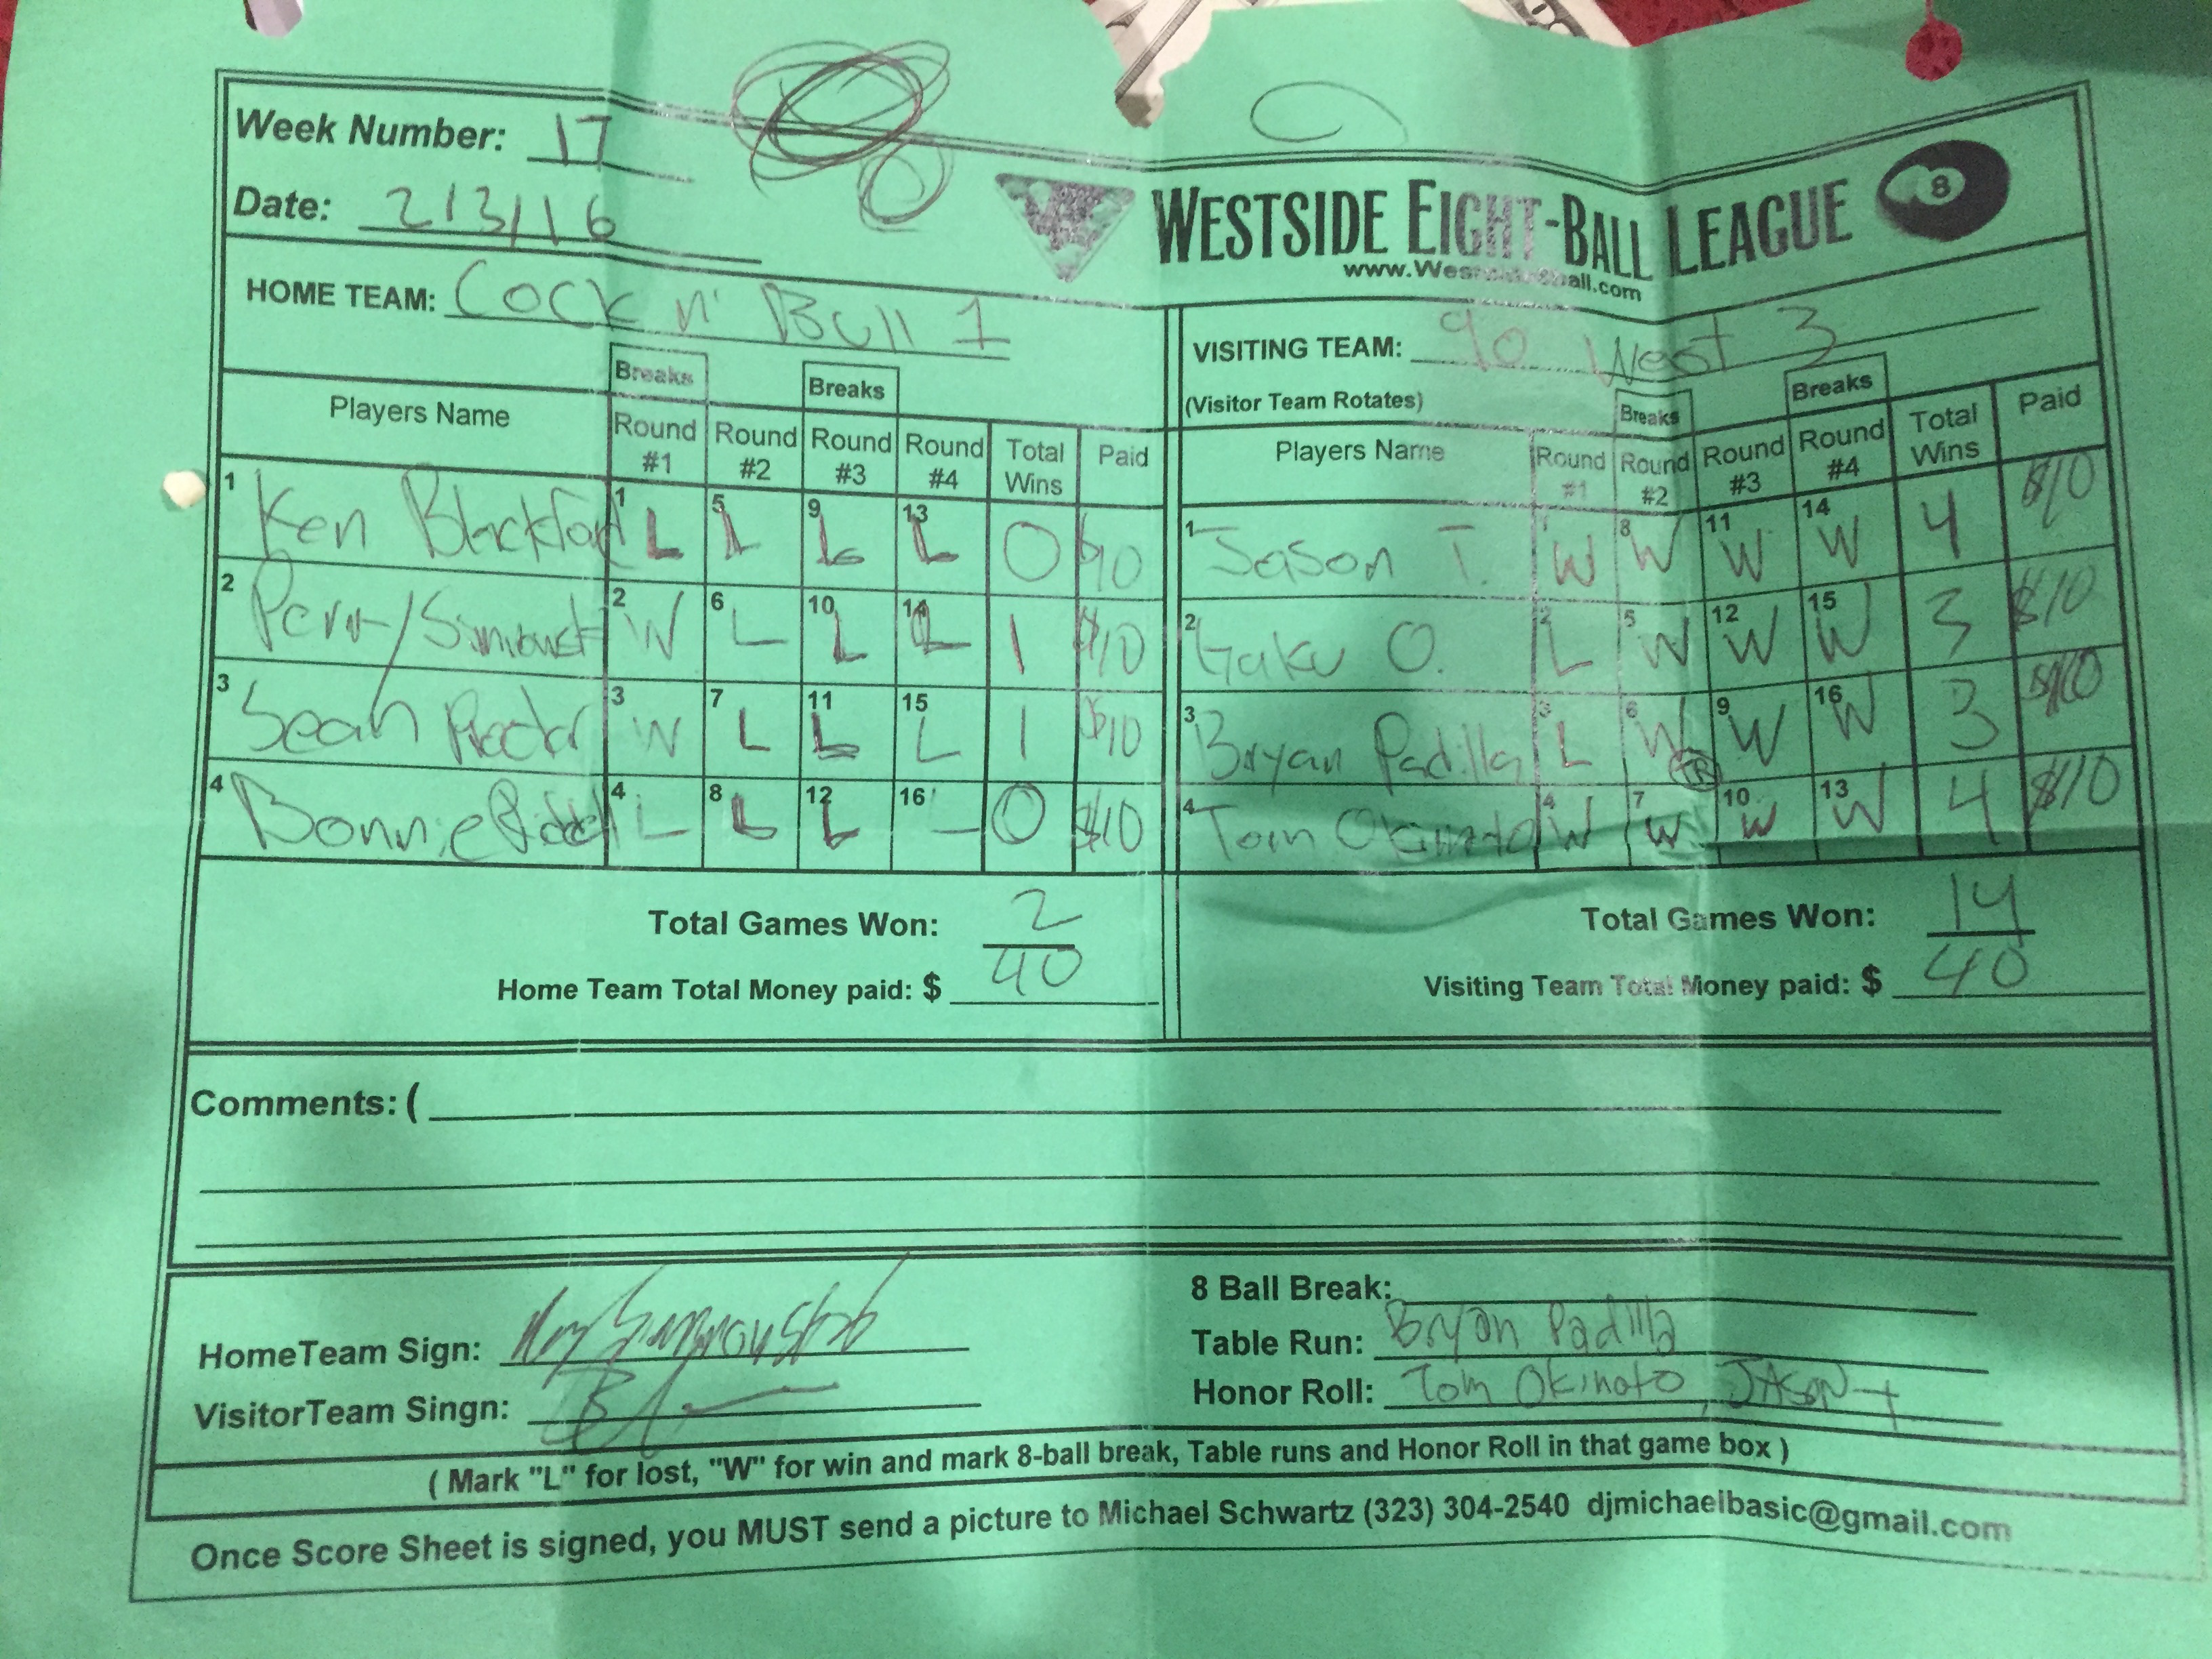 Week Number: 17
Date: 2/3/16
WESTSIDE EIGHT-BALL LEAGUE 8
HOME TEAM: Cock n' Bull 1
VISITING TEAM: 90 West 3
(Visitor Team Rotates)
Breaks Breaks Breaks Breaks
Players Name Round #1 Round #2 Round #3 Round #4 Total Wins Paid Players Name Round #1 Round #2 Round #3 Round #4 Total Wins Paid
1 Ken Blackford 1 L 5 L 9 L 13 L 0 $10 1 Jason T. 1 W 8 W 11 W 14 W 4 $10
2 2 W 6 L 10 L 14 L 1 $10 2 Gaku O. 2 L 5 W 12 W 15 W 3 $10
3 Sean 3 W 7 L 11 L 15 L 1 $10 3 Bryan Padilla 3 L 6 W TR 9 W 16 W 3 $10
4 Bonnie 4 L 8 L 12 L 16 – 0 $10 4 Tom Okimoto 4 W 7 W 10 W 13 W 4 $10
Total Games Won: 2
Total Games Won: 14
Home Team Total Money paid: $ 40
Visiting Team Total Money paid: $ 40
Comments: (
8 Ball Break:
HomeTeam Sign:
Table Run: Bryan Padilla
VisitorTeam Singn:
Honor Roll: Tom Okimoto, JASON T
( Mark "L" for lost, "W" for win and mark 8-ball break, Table runs and Honor Roll in that game box )
Once Score Sheet is signed, you MUST send a picture to Michael Schwartz (323) 304-2540 djmichaelbasic@gmail.com